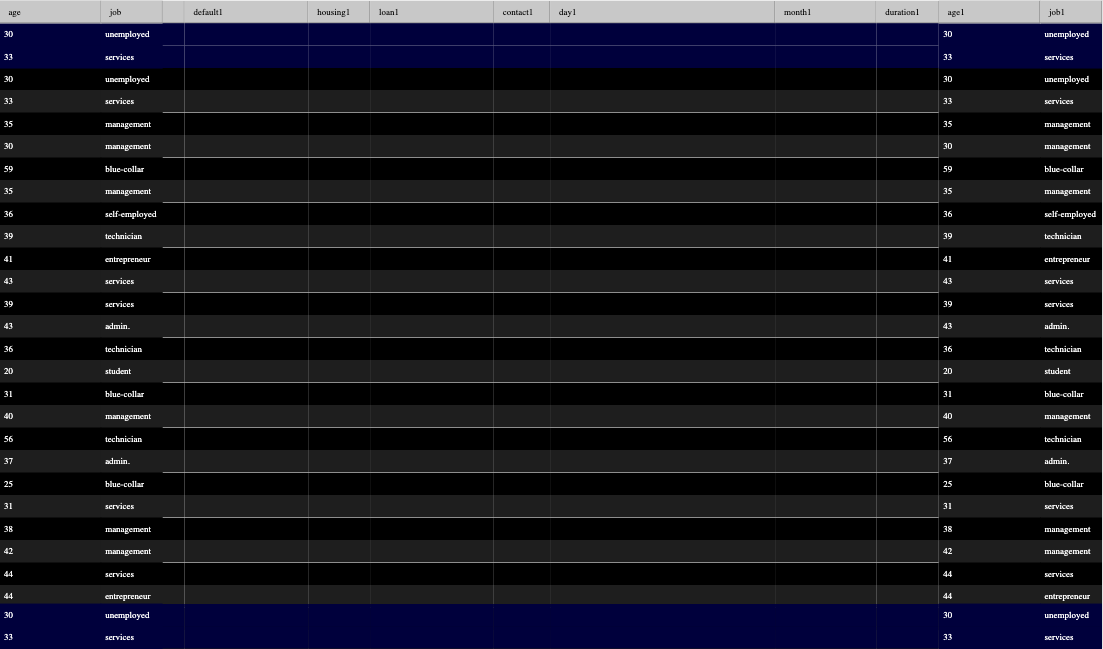 age job default1 housing1 loan1 contact1 day1 month1 duration1 age1 job1
30 unemployed 30 unemployed
33 services 33 services
30 unemployed 30 unemployed
33 services 33 services
35 management 35 management
30 management 30 management
59 blue-collar 59 blue-collar
35 management 35 management
36 self-employed 36 self-employed
39 technician 39 technician
41 entrepreneur 41 entrepreneur
43 services 43 services
39 services 39 services
43 admin. 43 admin.
36 technician 36 technician
20 student 20 student
31 blue-collar 31 blue-collar
40 management 40 management
56 technician 56 technician
37 admin. 37 admin.
25 blue-collar 25 blue-collar
31 services 31 services
38 management 38 management
42 management 42 management
44 services 44 services
44 entrepreneur 44 entrepreneur
30 unemployed 30 unemployed
33 services 33 services